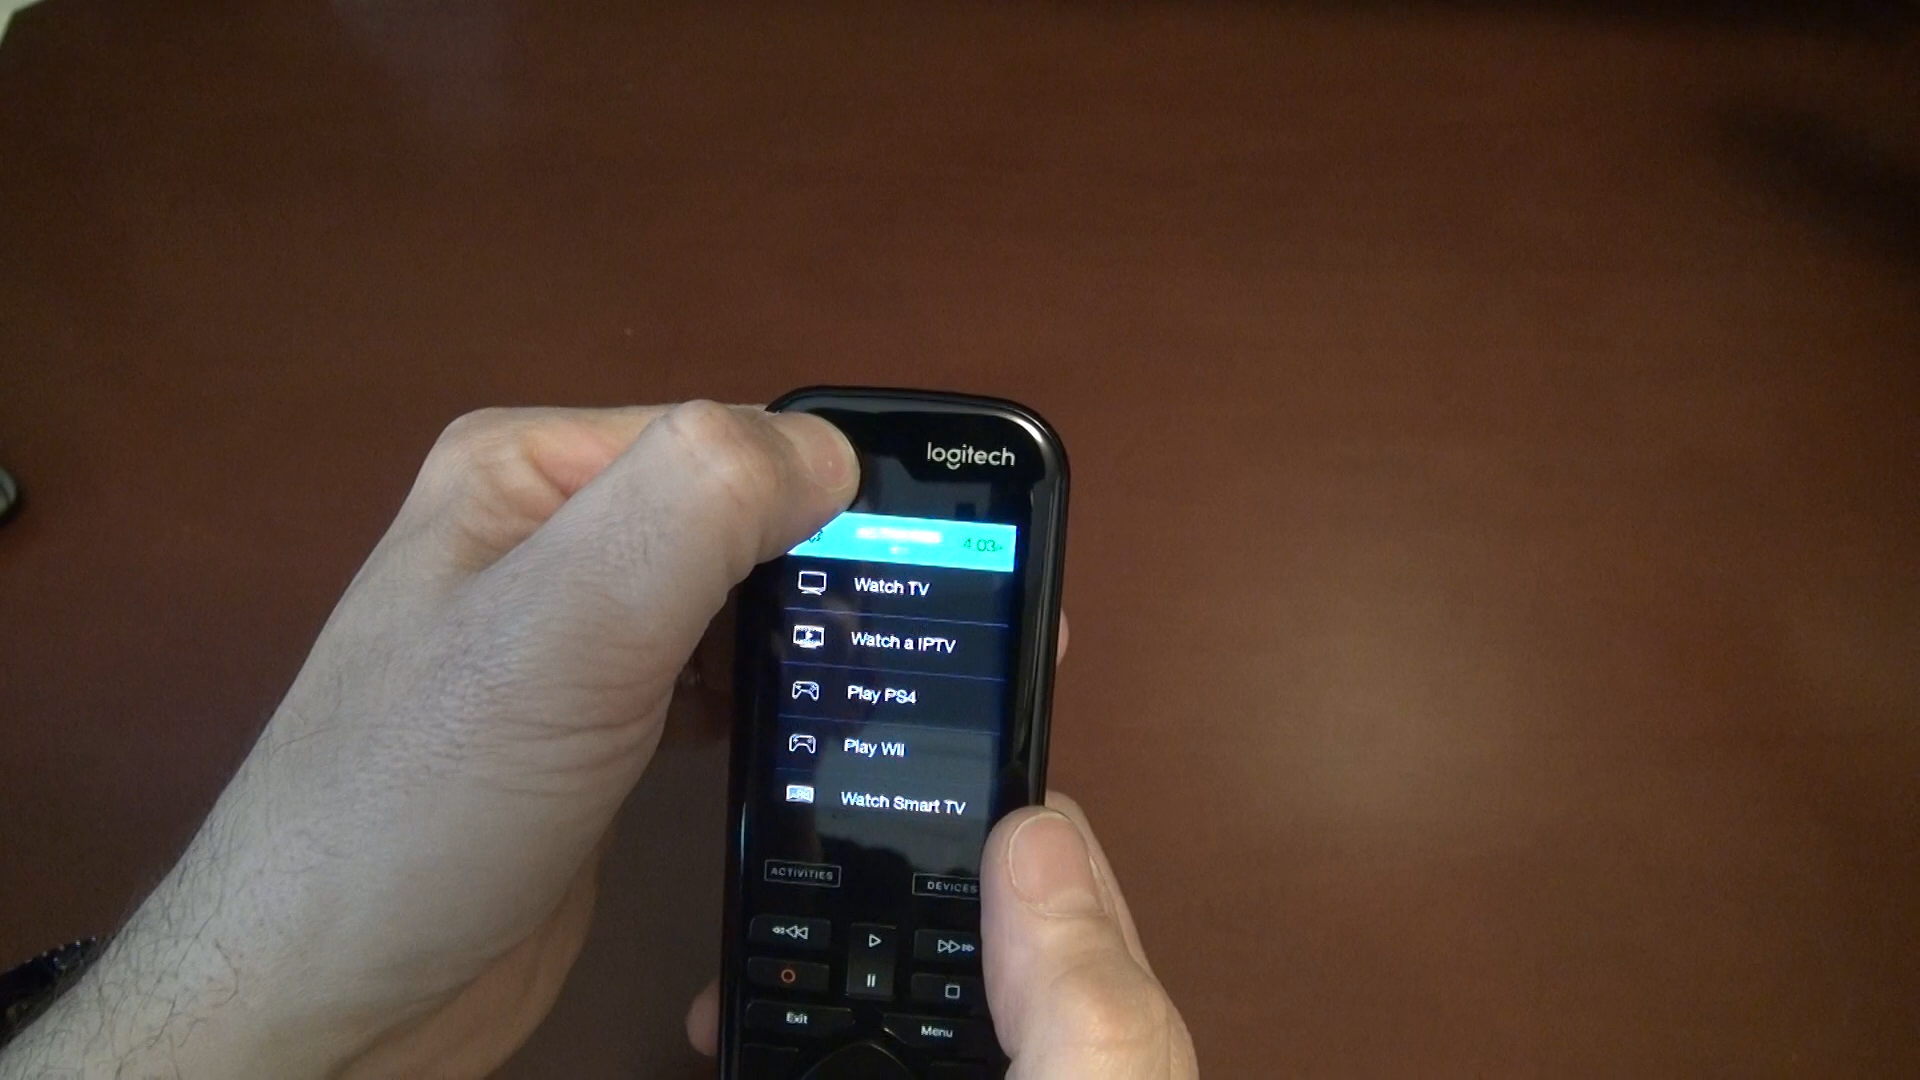 logitech
4:03
Watch TV
Watch a IPTV
Play PS4
Play WII
Watch Smart TV
ACTIVITIES
DEVICES
Exit
Menu